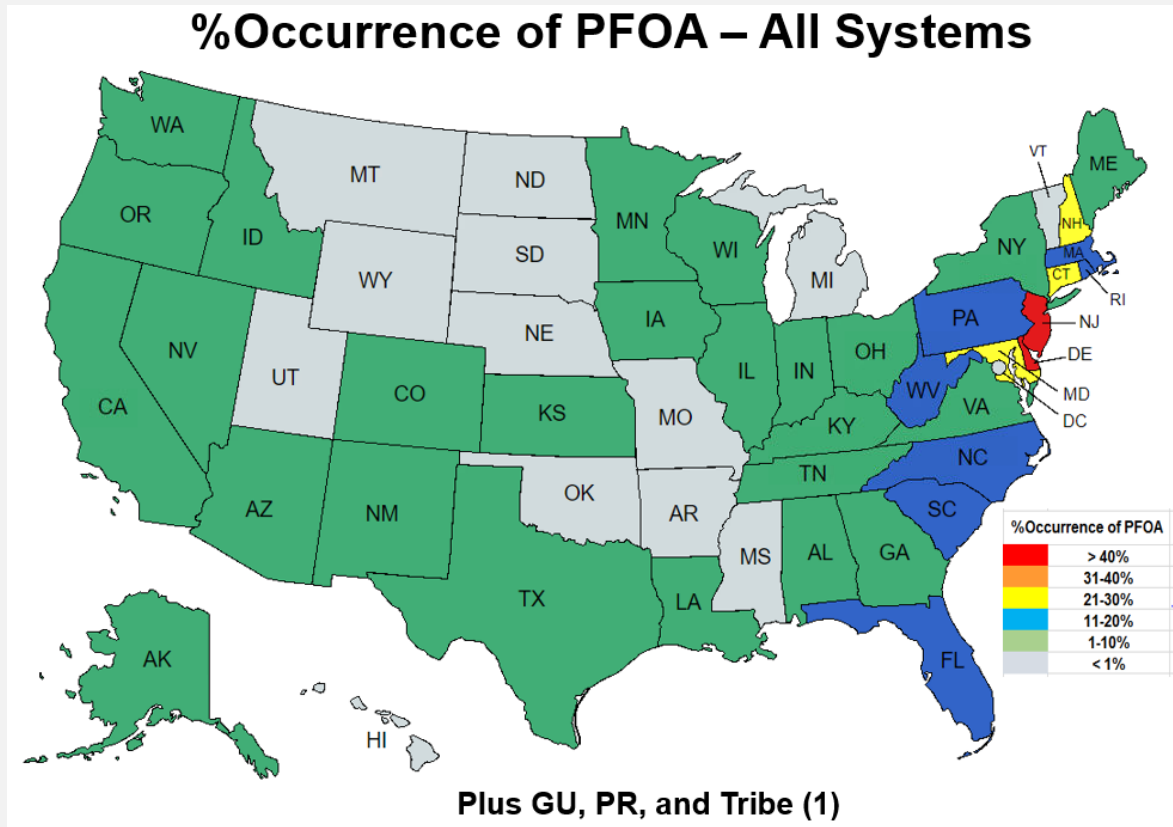 %Occurrence of PFOA – All Systems
WA
MT
ND
MN
VT
ME
OR
ID
SD
WI
NY
NH
MA
WY
MI
CT
RI
NV
UT
NE
IA
PA
NJ
CA
CO
KS
IL
IN
OH
DE
MD
WV
VA
DC
MO
KY
AZ
NM
OK
AR
TN
NC
SC
MS
AL
GA
TX
LA
FL
AK
HI
%Occurrence of PFOA
> 40%
31-40%
21-30%
11-20%
1-10%
< 1%
Plus GU, PR, and Tribe (1)